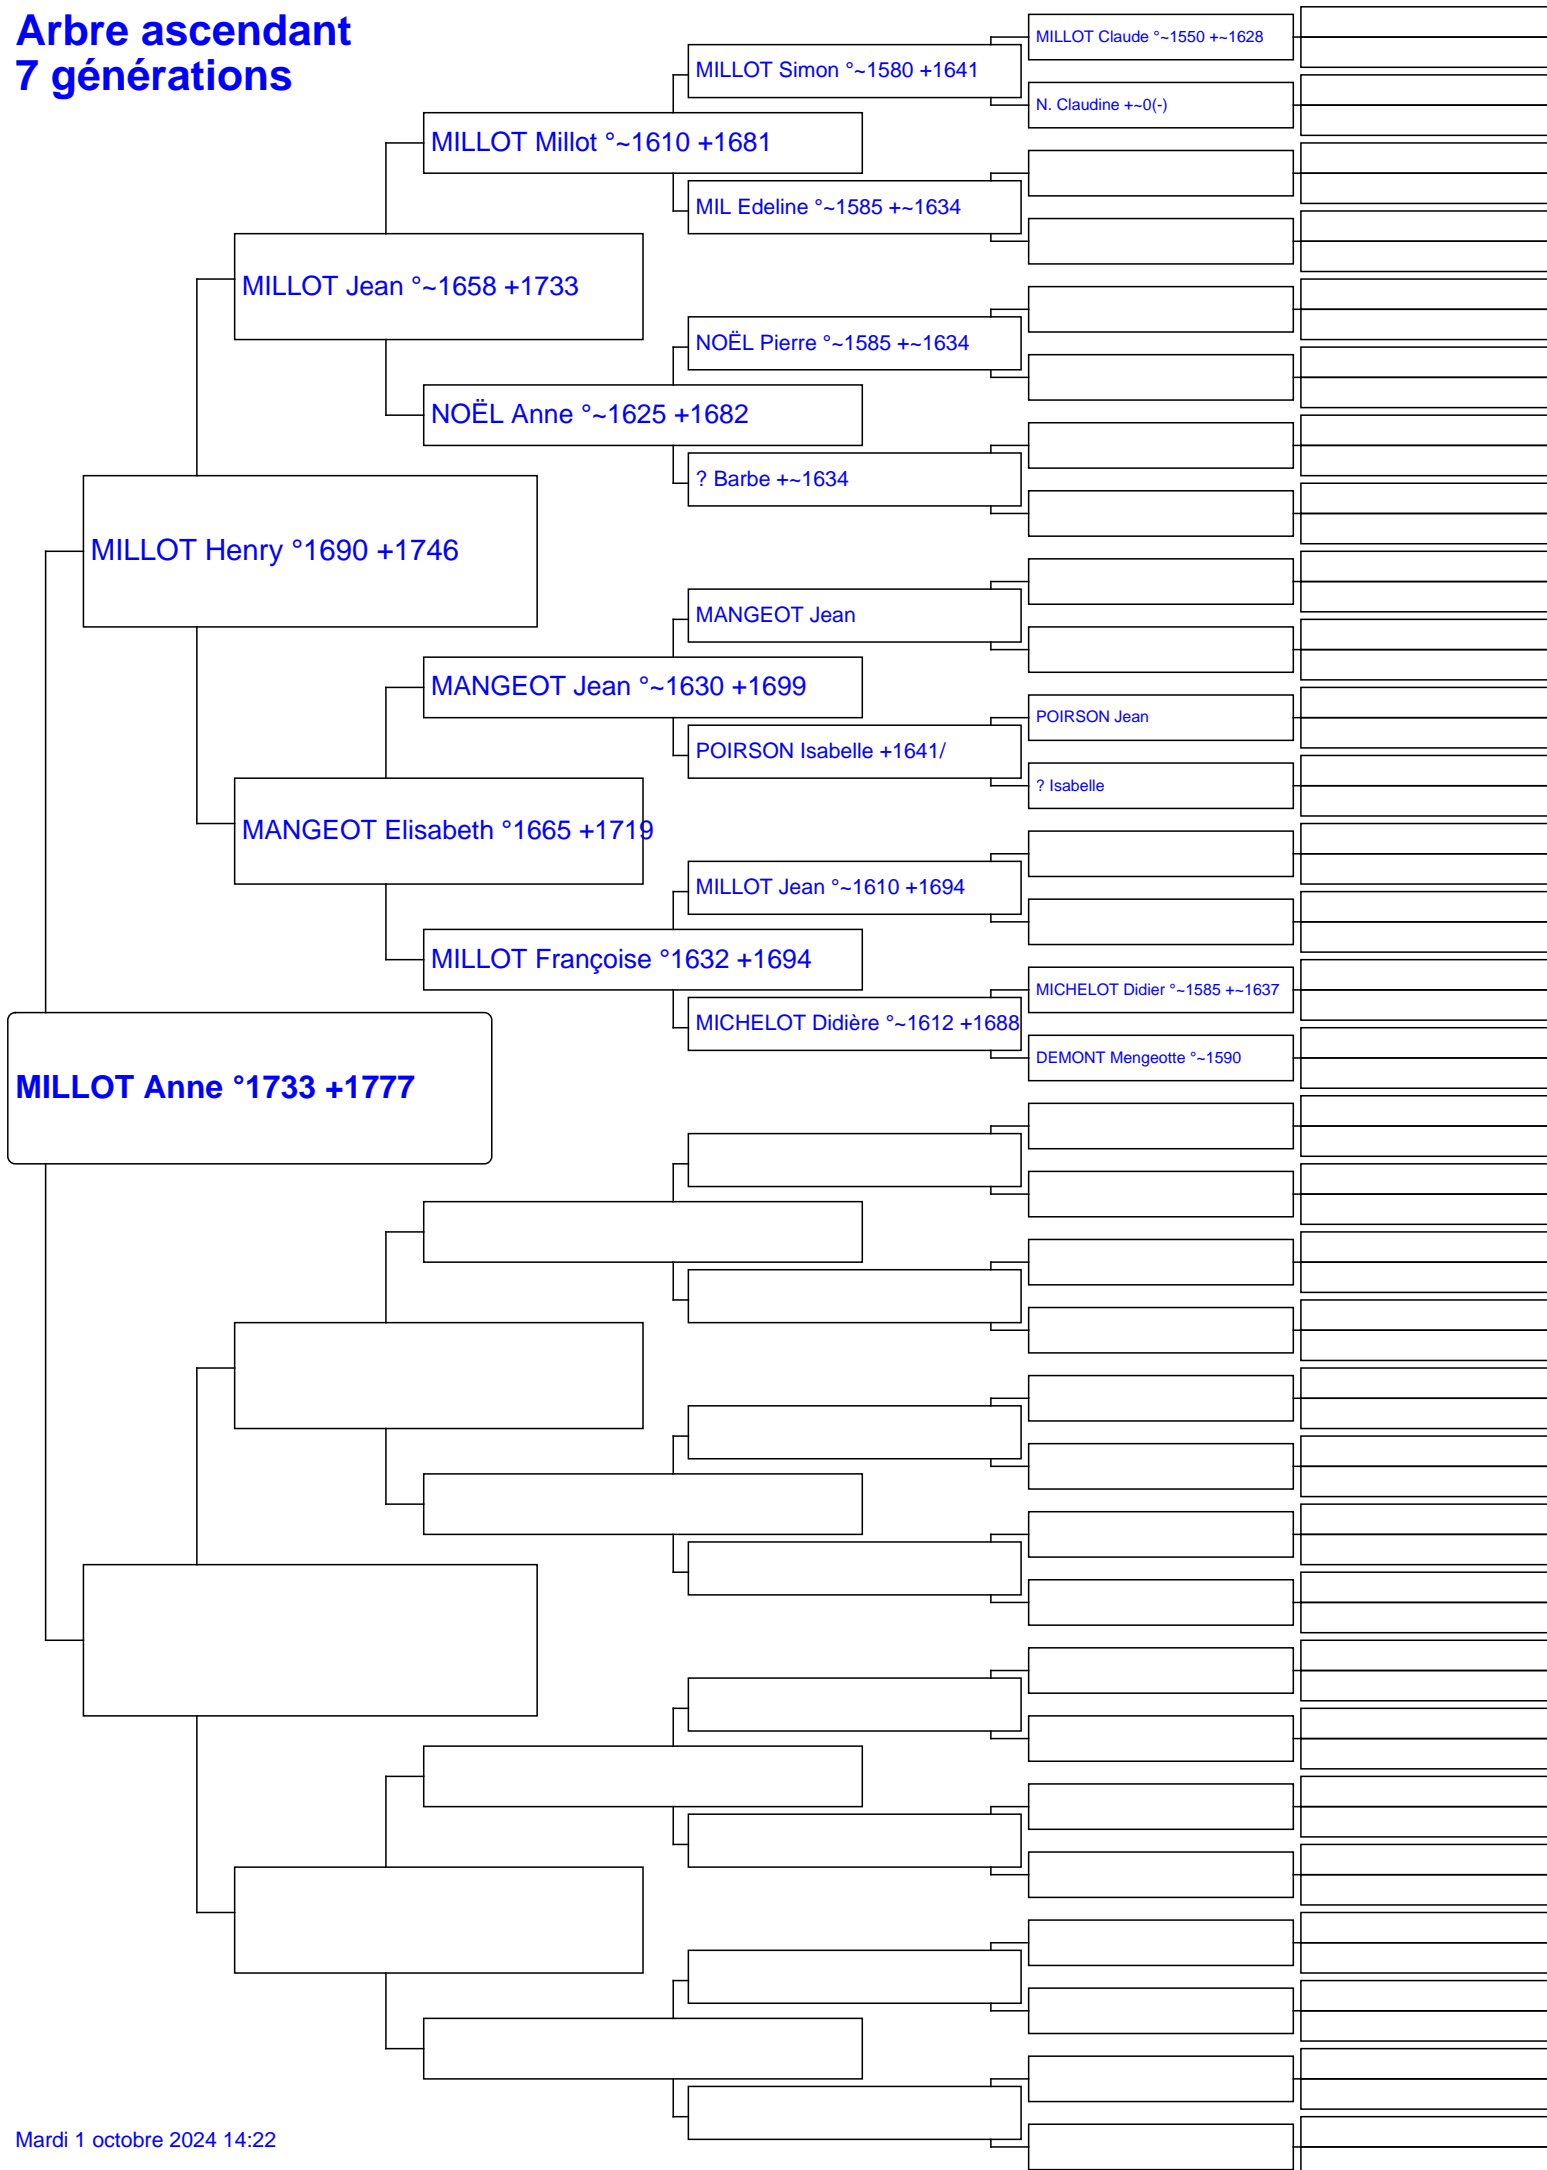 Arbre ascendant
7 générations
MILLOT Claude °~1550 +~1628
MILLOT Simon °~1580 +1641
N. Claudine +~0(-)
MILLOT Millot °~1610 +1681
MIL Edeline °~1585 +~1634
MILLOT Jean °~1658 +1733
NOËL Pierre °~1585 +~1634
NOËL Anne °~1625 +1682
? Barbe +~1634
MILLOT Henry °1690 +1746
MANGEOT Jean
MANGEOT Jean °~1630 +1699
POIRSON Jean
POIRSON Isabelle +1641/
? Isabelle
MANGEOT Elisabeth °1665 +1719
MILLOT Jean °~1610 +1694
MILLOT Françoise °1632 +1694
MICHELOT Didier °~1585 +~1637
MICHELOT Didière °~1612 +1688
DEMONT Mengeotte °~1590
MILLOT Anne °1733 +1777
Mardi 1 octobre 2024 14:22